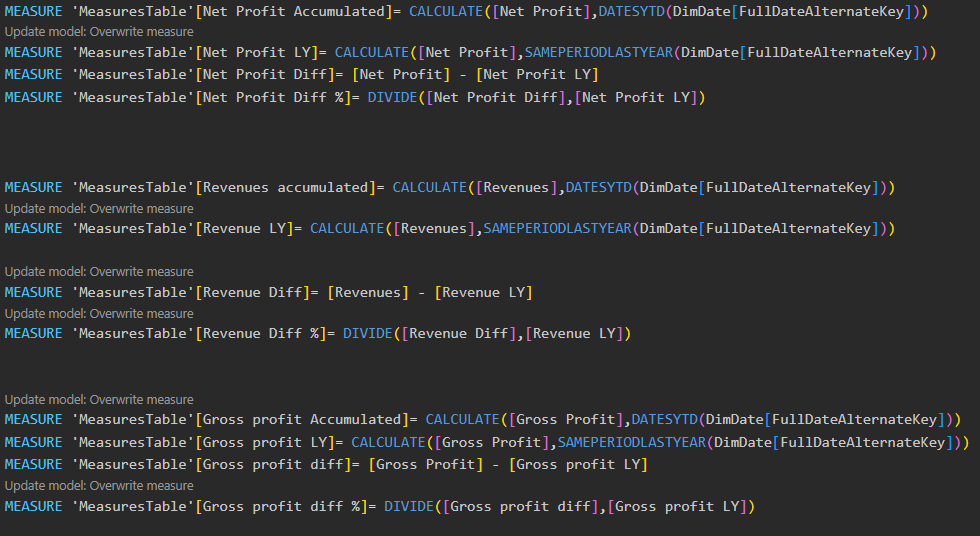 MEASURE 'MeasuresTable'[Net Profit Accumulated]= CALCULATE([Net Profit],DATESYTD(DimDate[FullDateAlternateKey]))
Update model: Overwrite measure
MEASURE 'MeasuresTable'[Net Profit LY]= CALCULATE([Net Profit],SAMEPERIODLASTYEAR(DimDate[FullDateAlternateKey]))
MEASURE 'MeasuresTable'[Net Profit Diff]= [Net Profit] - [Net Profit LY]
MEASURE 'MeasuresTable'[Net Profit Diff %]= DIVIDE([Net Profit Diff],[Net Profit LY])
MEASURE 'MeasuresTable'[Revenues accumulated]= CALCULATE([Revenues],DATESYTD(DimDate[FullDateAlternateKey]))
Update model: Overwrite measure
MEASURE 'MeasuresTable'[Revenue LY]= CALCULATE([Revenues],SAMEPERIODLASTYEAR(DimDate[FullDateAlternateKey]))
Update model: Overwrite measure
MEASURE 'MeasuresTable'[Revenue Diff]= [Revenues] - [Revenue LY]
Update model: Overwrite measure
MEASURE 'MeasuresTable'[Revenue Diff %]= DIVIDE([Revenue Diff],[Revenue LY])
Update model: Overwrite measure
MEASURE 'MeasuresTable'[Gross profit Accumulated]= CALCULATE([Gross Profit],DATESYTD(DimDate[FullDateAlternateKey]))
MEASURE 'MeasuresTable'[Gross profit LY]= CALCULATE([Gross Profit],SAMEPERIODLASTYEAR(DimDate[FullDateAlternateKey]))
MEASURE 'MeasuresTable'[Gross profit diff]= [Gross Profit] - [Gross profit LY]
Update model: Overwrite measure
MEASURE 'MeasuresTable'[Gross profit diff %]= DIVIDE([Gross profit diff],[Gross profit LY])